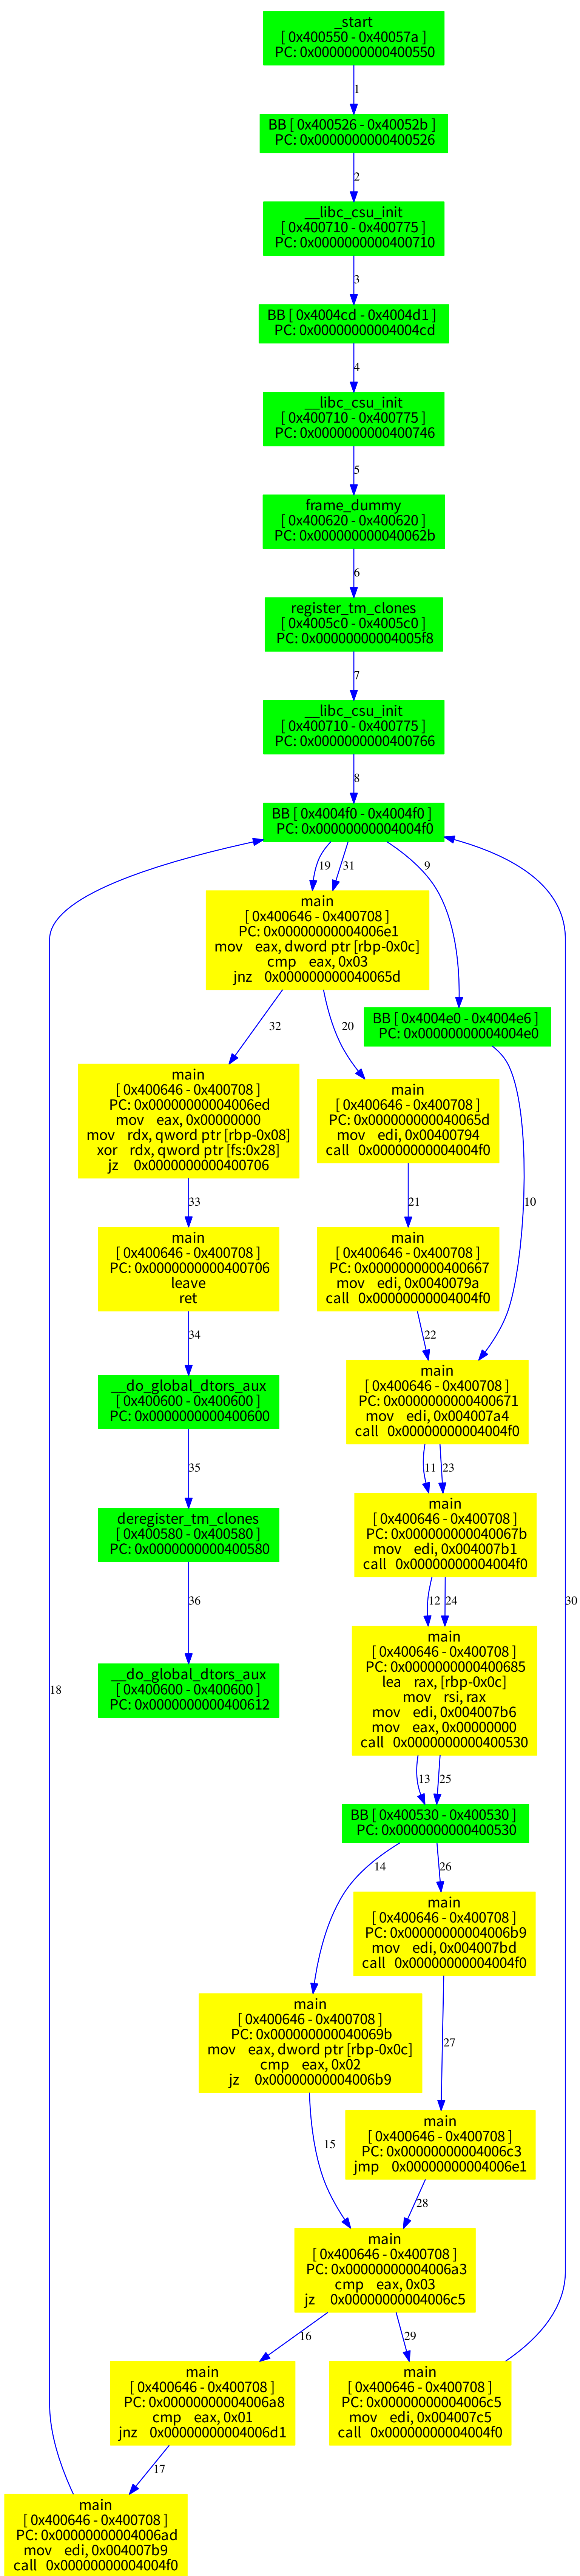 _start
[ 0x400550 - 0x40057a ]
PC: 0x0000000000400550
1
BB [ 0x400526 - 0x40052b ]
PC: 0x0000000000400526
2
__libc_csu_init
[ 0x400710 - 0x400775 ]
PC: 0x0000000000400710
3
BB [ 0x4004cd - 0x4004d1 ]
PC: 0x00000000004004cd
4
__libc_csu_init
[ 0x400710 - 0x400775 ]
PC: 0x0000000000400746
5
frame_dummy
[ 0x400620 - 0x400620 ]
PC: 0x000000000040062b
6
register_tm_clones
[ 0x4005c0 - 0x4005c0 ]
PC: 0x00000000004005f8
7
__libc_csu_init
[ 0x400710 - 0x400775 ]
PC: 0x0000000000400766
8
BB [ 0x4004f0 - 0x4004f0 ]
PC: 0x00000000004004f0
19
31
9
main
[ 0x400646 - 0x400708 ]
PC: 0x00000000004006e1
mov eax, dword ptr [rbp-0x0c]
cmp eax, 0x03
jnz 0x000000000040065d
BB [ 0x4004e0 - 0x4004e6 ]
PC: 0x00000000004004e0
32
20
main
[ 0x400646 - 0x400708 ]
PC: 0x00000000004006ed
mov eax, 0x00000000
mov rdx, qword ptr [rbp-0x08]
xor rdx, qword ptr [fs:0x28]
jz 0x0000000000400706
main
[ 0x400646 - 0x400708 ]
PC: 0x000000000040065d
mov edi, 0x00400794
call 0x00000000004004f0
33
21
10
main
[ 0x400646 - 0x400708 ]
PC: 0x0000000000400706
leave
ret
main
[ 0x400646 - 0x400708 ]
PC: 0x0000000000400667
mov edi, 0x0040079a
call 0x00000000004004f0
34
22
__do_global_dtors_aux
[ 0x400600 - 0x400600 ]
PC: 0x0000000000400600
main
[ 0x400646 - 0x400708 ]
PC: 0x0000000000400671
mov edi, 0x004007a4
call 0x00000000004004f0
35
11
23
deregister_tm_clones
[ 0x400580 - 0x400580 ]
PC: 0x0000000000400580
main
[ 0x400646 - 0x400708 ]
PC: 0x000000000040067b
mov edi, 0x004007b1
call 0x00000000004004f0
36
12
24
__do_global_dtors_aux
[ 0x400600 - 0x400600 ]
PC: 0x0000000000400612
main
[ 0x400646 - 0x400708 ]
PC: 0x0000000000400685
lea rax, [rbp-0x0c]
mov rsi, rax
mov edi, 0x004007b6
mov eax, 0x00000000
call 0x0000000000400530
18
30
13
25
BB [ 0x400530 - 0x400530 ]
PC: 0x0000000000400530
14
26
main
[ 0x400646 - 0x400708 ]
PC: 0x00000000004006b9
mov edi, 0x004007bd
call 0x00000000004004f0
main
[ 0x400646 - 0x400708 ]
PC: 0x000000000040069b
mov eax, dword ptr [rbp-0x0c]
cmp eax, 0x02
jz 0x00000000004006b9
27
15
main
[ 0x400646 - 0x400708 ]
PC: 0x00000000004006c3
jmp 0x00000000004006e1
28
main
[ 0x400646 - 0x400708 ]
PC: 0x00000000004006a3
cmp eax, 0x03
jz 0x00000000004006c5
16
29
main
[ 0x400646 - 0x400708 ]
PC: 0x00000000004006a8
cmp eax, 0x01
jnz 0x00000000004006d1
main
[ 0x400646 - 0x400708 ]
PC: 0x00000000004006c5
mov edi, 0x004007c5
call 0x00000000004004f0
17
main
[ 0x400646 - 0x400708 ]
PC: 0x00000000004006ad
mov edi, 0x004007b9
call 0x00000000004004f0